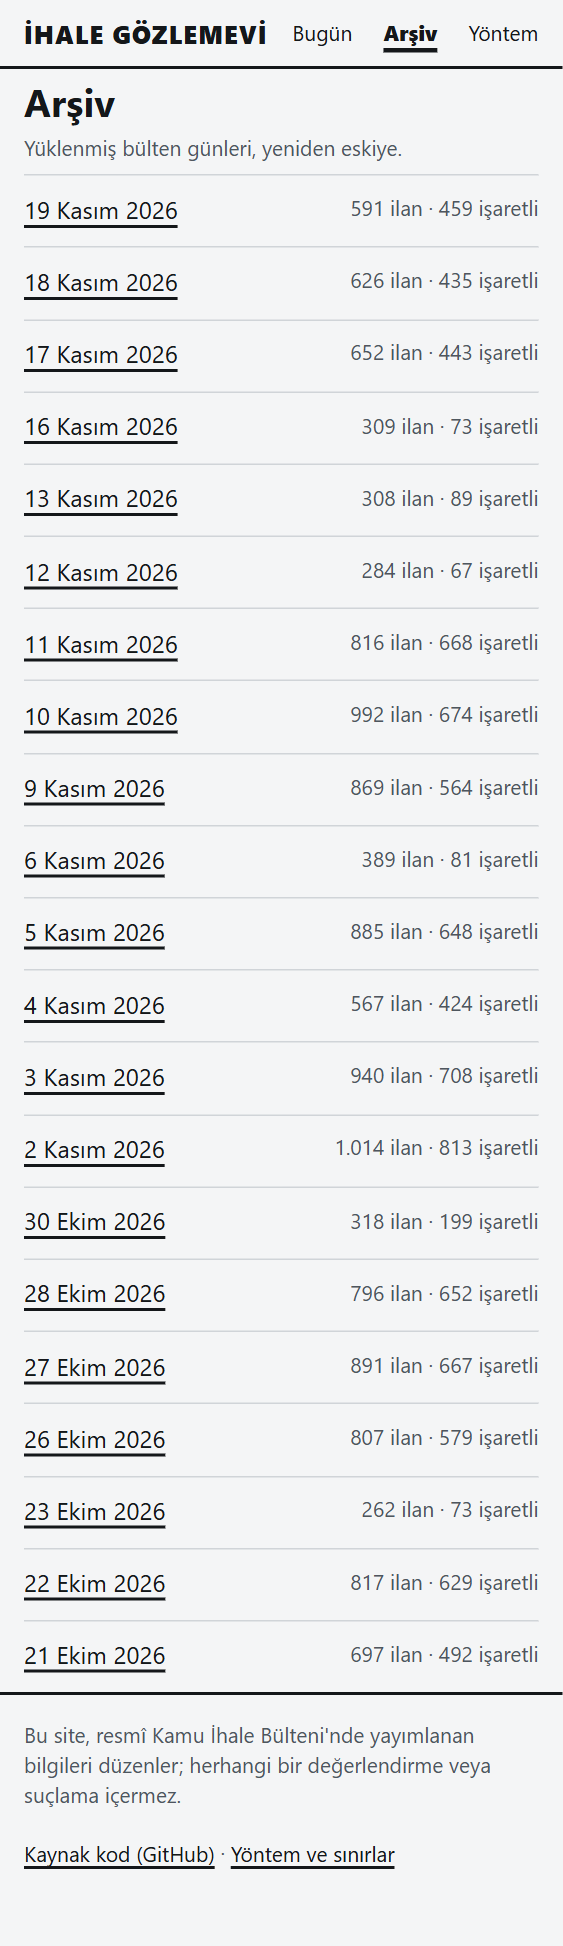 İHALE GÖZLEMEVİ Bugün Arşiv Yöntem
Arşiv
Yüklenmiş bülten günleri, yeniden eskiye.
19 Kasım 2026 591 ilan · 459 işaretli
18 Kasım 2026 626 ilan · 435 işaretli
17 Kasım 2026 652 ilan · 443 işaretli
16 Kasım 2026 309 ilan · 73 işaretli
13 Kasım 2026 308 ilan · 89 işaretli
12 Kasım 2026 284 ilan · 67 işaretli
11 Kasım 2026 816 ilan · 668 işaretli
10 Kasım 2026 992 ilan · 674 işaretli
9 Kasım 2026 869 ilan · 564 işaretli
6 Kasım 2026 389 ilan · 81 işaretli
5 Kasım 2026 885 ilan · 648 işaretli
4 Kasım 2026 567 ilan · 424 işaretli
3 Kasım 2026 940 ilan · 708 işaretli
2 Kasım 2026 1.014 ilan · 813 işaretli
30 Ekim 2026 318 ilan · 199 işaretli
28 Ekim 2026 796 ilan · 652 işaretli
27 Ekim 2026 891 ilan · 667 işaretli
26 Ekim 2026 807 ilan · 579 işaretli
23 Ekim 2026 262 ilan · 73 işaretli
22 Ekim 2026 817 ilan · 629 işaretli
21 Ekim 2026 697 ilan · 492 işaretli
Bu site, resmî Kamu İhale Bülteni'nde yayımlanan
bilgileri düzenler; herhangi bir değerlendirme veya
suçlama içermez.
Kaynak kod (GitHub) · Yöntem ve sınırlar